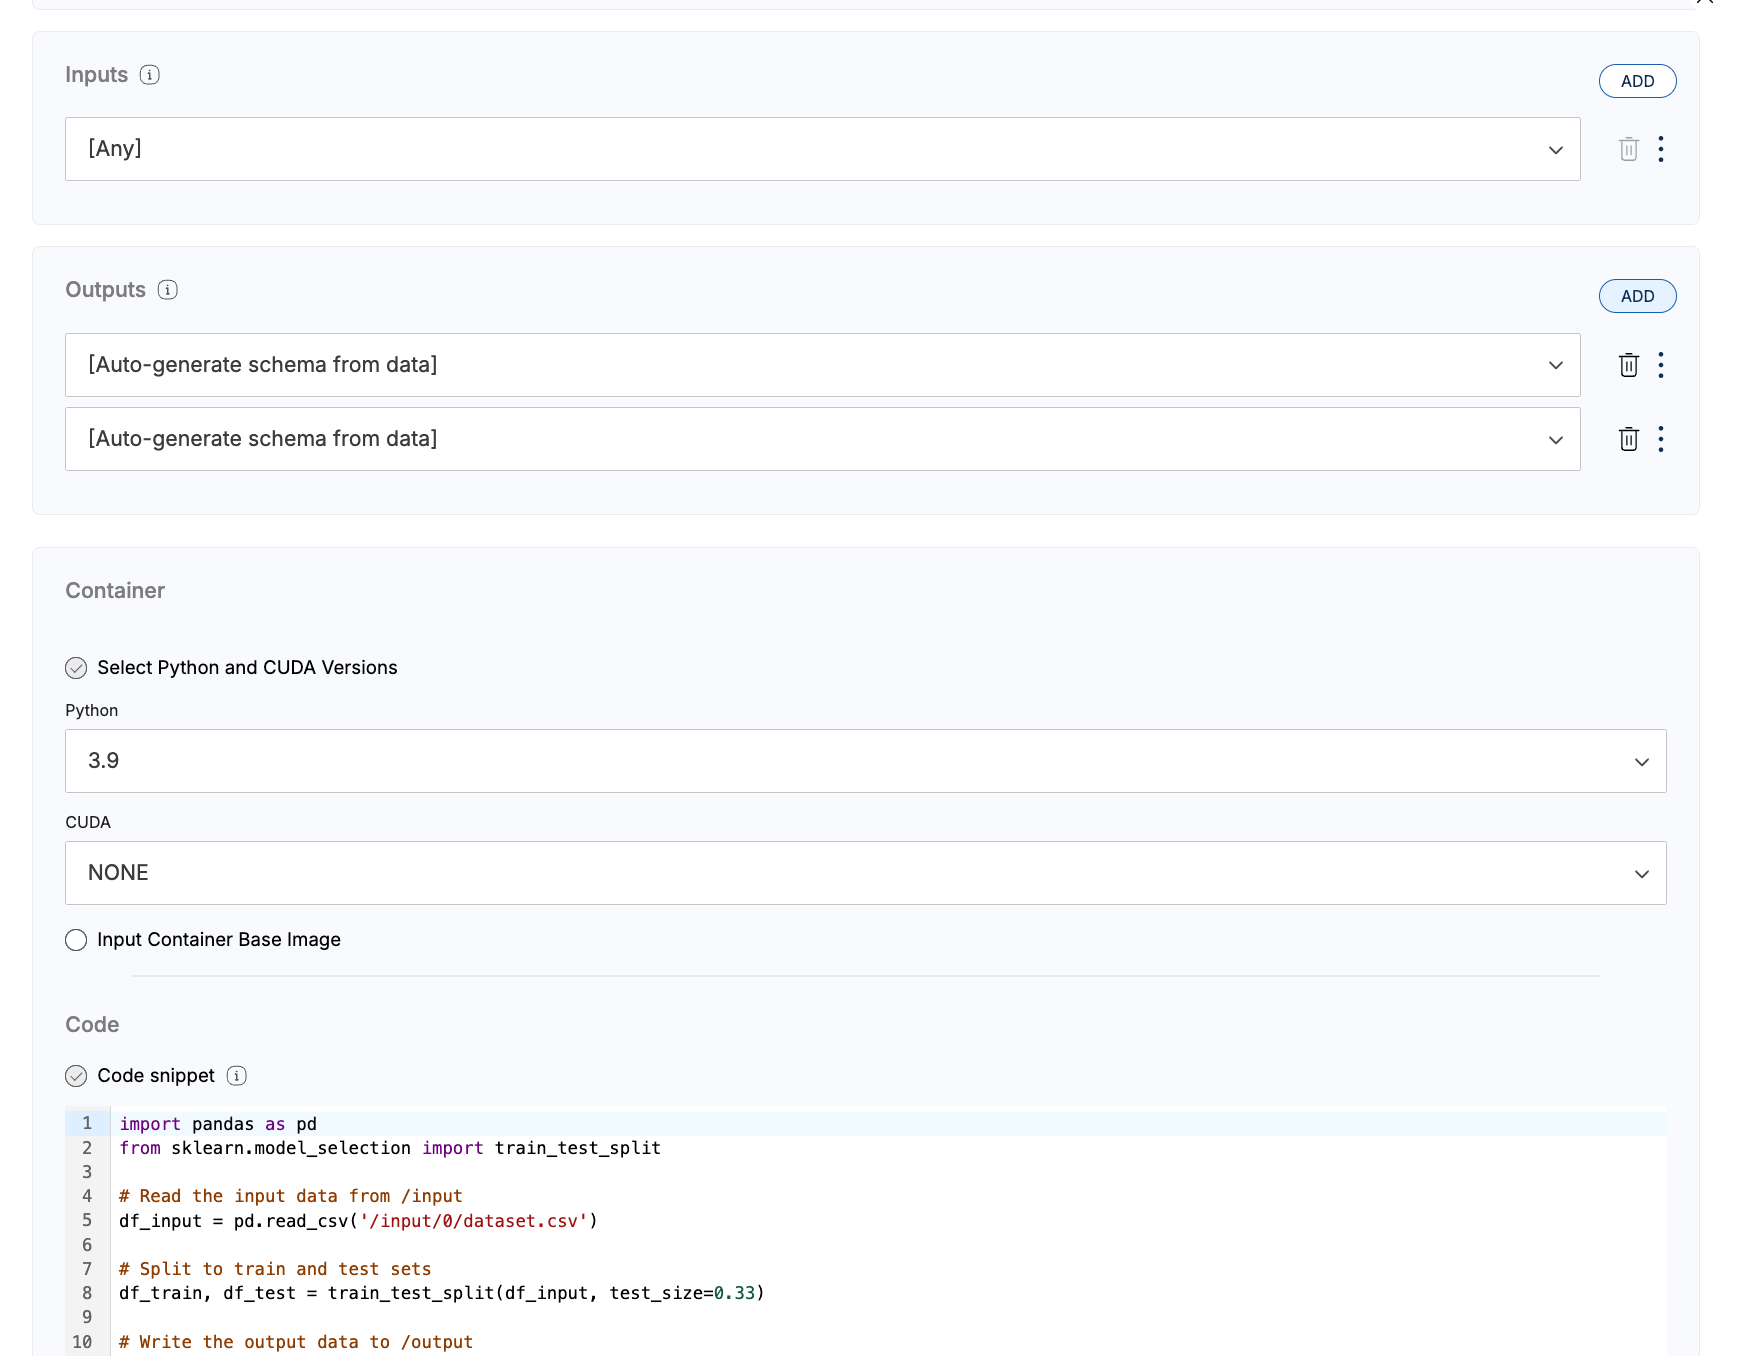 Inputs
ADD
[Any]
Outputs
ADD
[Auto-generate schema from data]
[Auto-generate schema from data]
Container
Select Python and CUDA Versions
Python
3.9
CUDA
NONE
Input Container Base Image
Code
Code snippet
1 import pandas as pd
2 from sklearn.model_selection import train_test_split
3
4 # Read the input data from /input
5 df_input = pd.read_csv('/input/0/dataset.csv')
6
7 # Split to train and test sets
8 df_train, df_test = train_test_split(df_input, test_size=0.33)
9
10 # Write the output data to /output